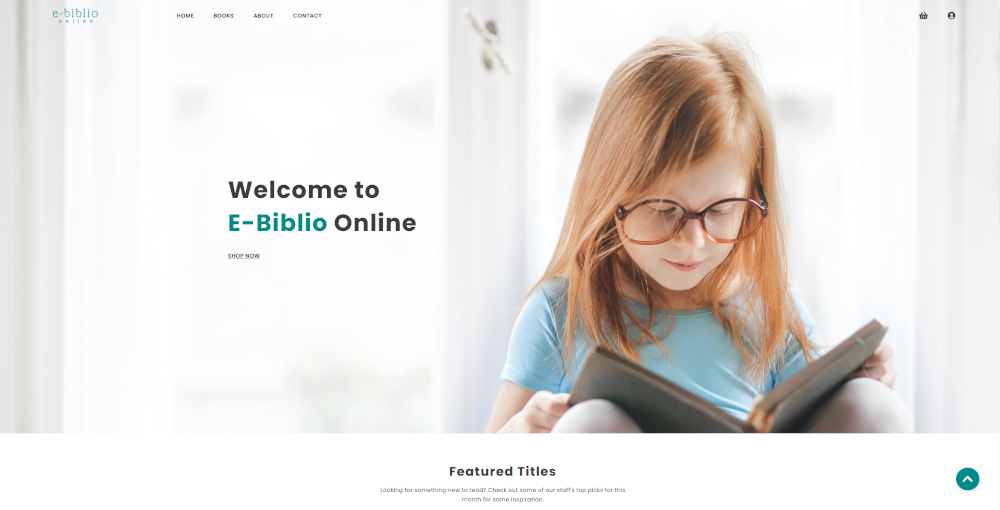 e-biblio
online
HOME BOOKS ABOUT CONTACT
Welcome to
E-Biblio Online
SHOP NOW
Featured Titles
Looking for something new to read? Check out some of our staff's top picks for this
month for some inspiration.